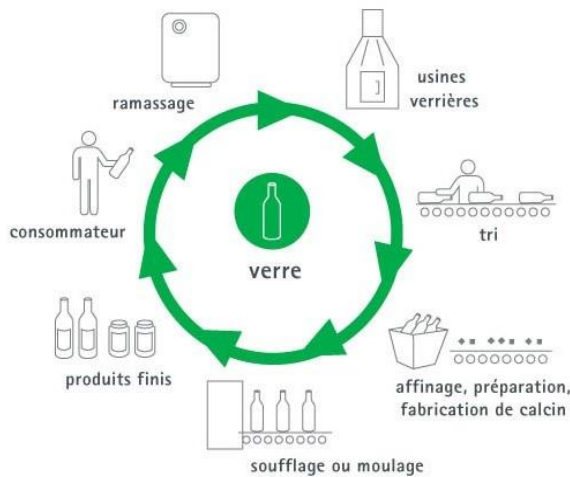 ramassage
usines
verrières
tri
affinage, préparation,
fabrication de calcin
soufflage ou moulage
produits finis
consommateur
verre